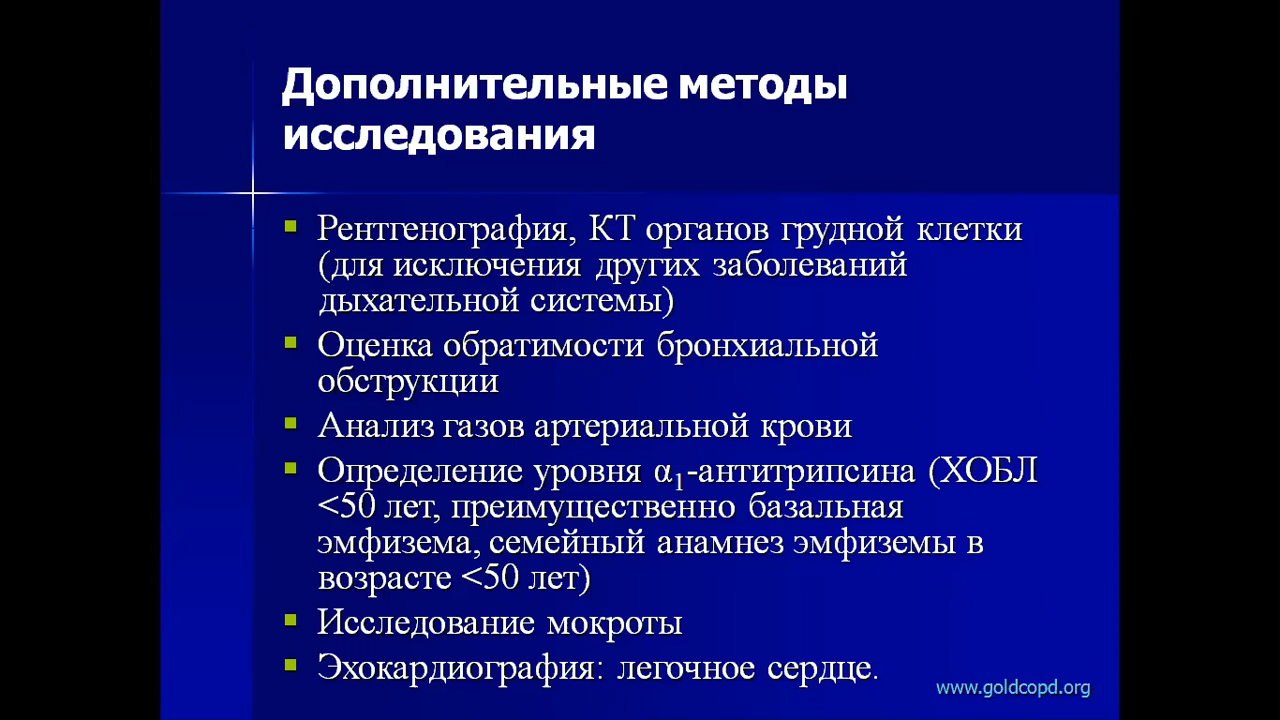 Дополнительные методы
исследования
Рентгенография, КТ органов грудной клетки
(для исключения других заболеваний
дыхательной системы)
Оценка обратимости бронхиальной
обструкции
Анализ газов артериальной крови
Определение уровня α₁-антитрипсина (ХОБЛ
<50 лет, преимущественно базальная
эмфизема, семейный анамнез эмфиземы в
возрасте <50 лет)
Исследование мокроты
Эхокардиография: легочное сердце.
www.goldcopd.org